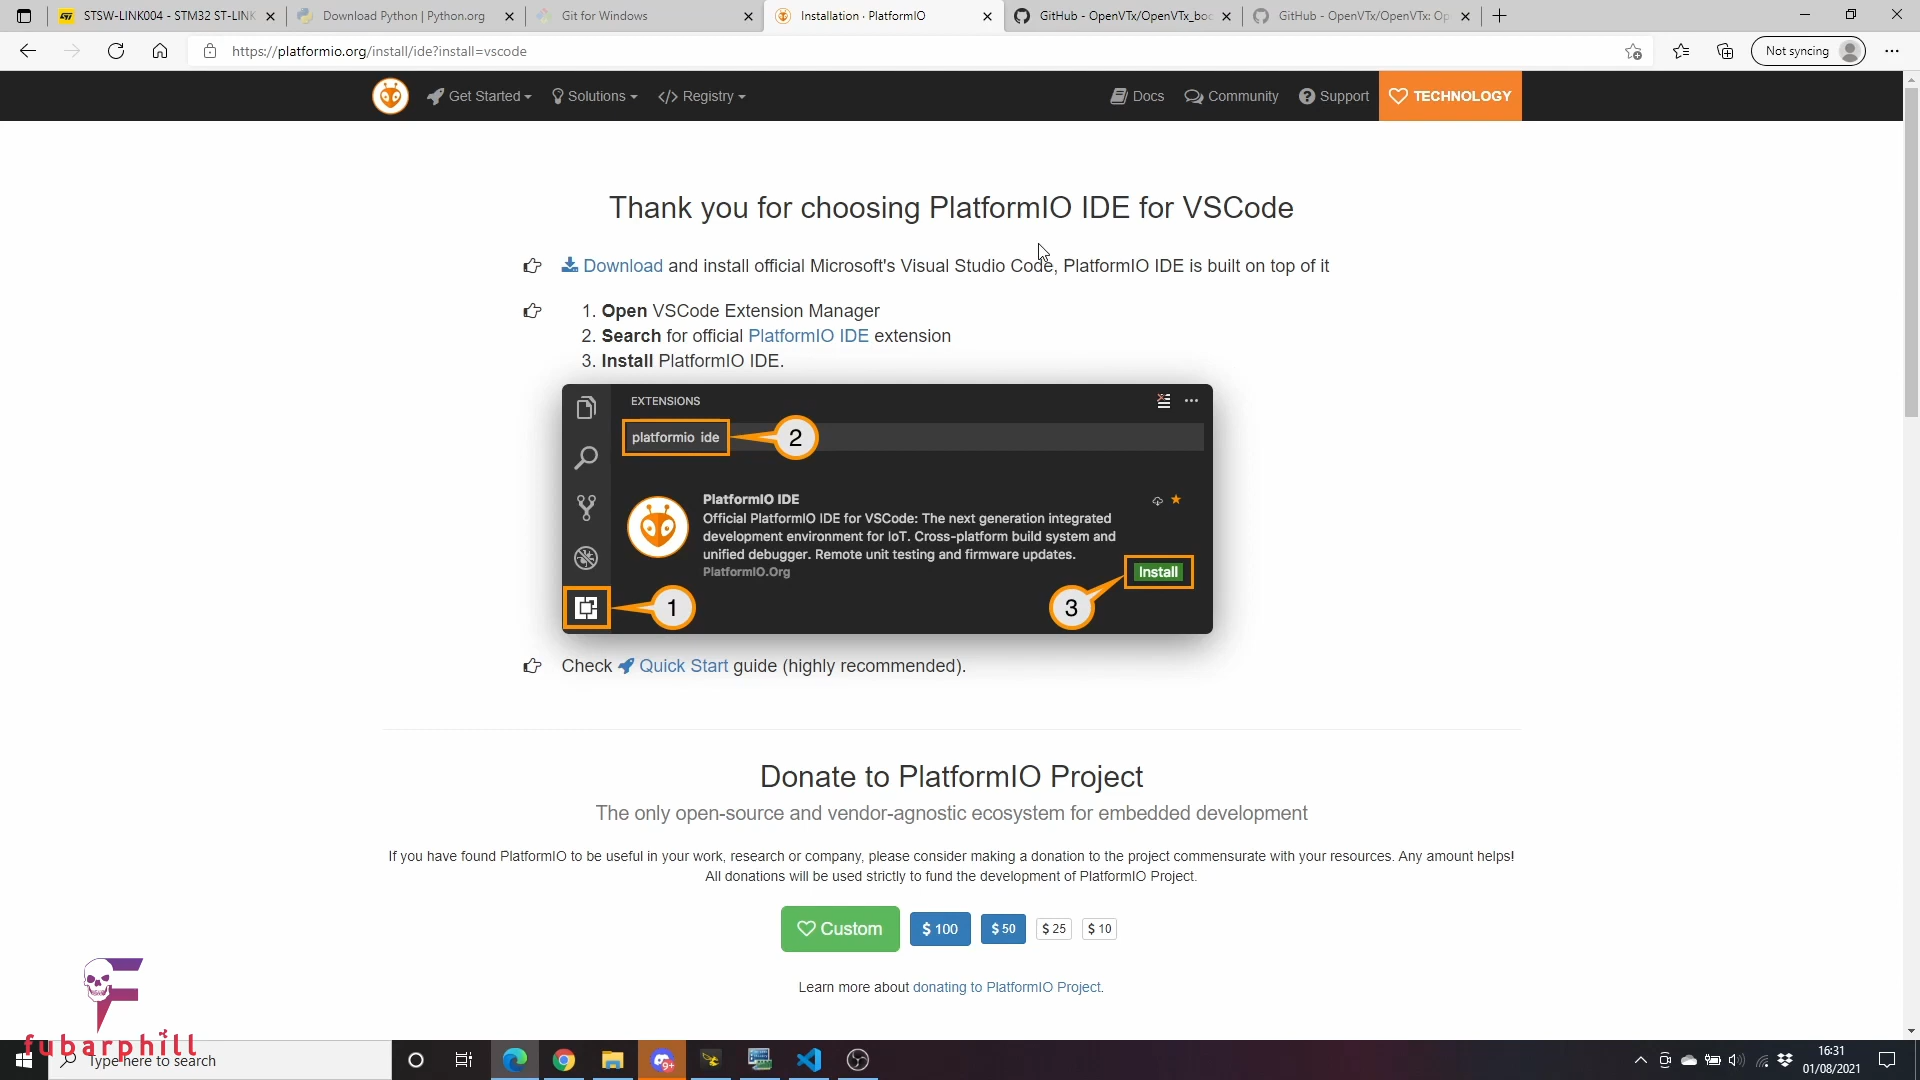 STSW-LINK004 - STM32 ST-LINK
Download Python | Python.org
Git for Windows
Installation · PlatformIO
GitHub - OpenVTx/OpenVTx_boo
GitHub - OpenVTx/OpenVTx: Op
https://platformio.org/install/ide?install=vscode
Not syncing
Get Started
Solutions
</> Registry
Docs
Community
Support
TECHNOLOGY
Thank you for choosing PlatformIO IDE for VSCode
Download and install official Microsoft's Visual Studio Code, PlatformIO IDE is built on top of it
1. Open VSCode Extension Manager
2. Search for official PlatformIO IDE extension
3. Install PlatformIO IDE.
EXTENSIONS
platformio ide
2
PlatformIO IDE
Official PlatformIO IDE for VSCode: The next generation integrated
development environment for IoT. Cross-platform build system and
unified debugger. Remote unit testing and firmware updates.
PlatformIO.Org
Install
1
3
Check Quick Start guide (highly recommended).
Donate to PlatformIO Project
The only open-source and vendor-agnostic ecosystem for embedded development
If you have found PlatformIO to be useful in your work, research or company, please consider making a donation to the project commensurate with your resources. Any amount helps!
All donations will be used strictly to fund the development of PlatformIO Project.
Custom
$ 100
$ 50
$ 25
$ 10
Learn more about donating to PlatformIO Project.
F
fubarphill
Type here to search
9+
16:31
01/08/2021